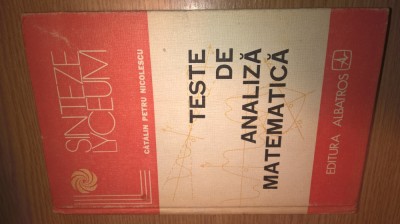 SINTEZE
LYCEUM
CĂTĂLIN PETRU NICOLESCU
TESTE
DE
ANALIZĂ
MATEMATICĂ
EDITURA ALBATROS